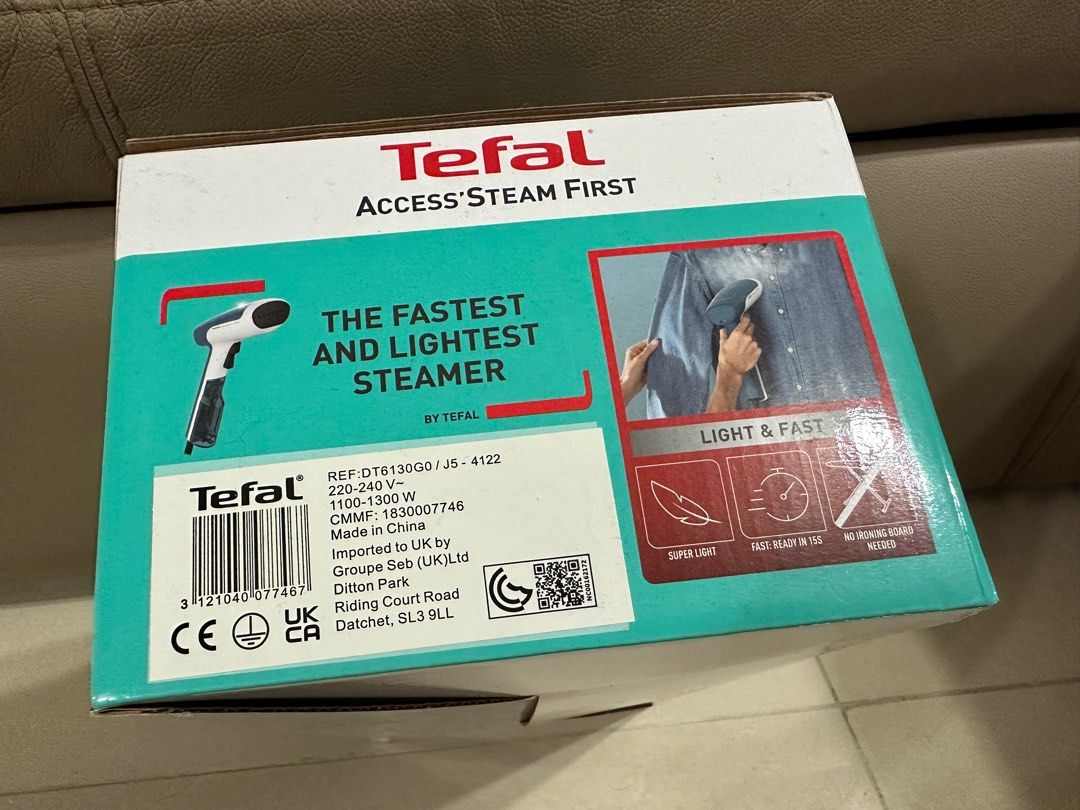 Tefal
ACCESS'STEAM FIRST
THE FASTEST
AND LIGHTEST
STEAMER
BY TEFAL
LIGHT & FAST
SUPER LIGHT
FAST: READY IN 15S
NO IRONING BOARD
NEEDED
Tefal
REF:DT6130G0 / J5 - 4122
220-240 V~
1100-1300 W
CMMF: 1830007746
Made in China
Imported to UK by
Groupe Seb (UK)Ltd
Ditton Park
Riding Court Road
Datchet, SL3 9LL
3 121040 077467
CE
UK
CA